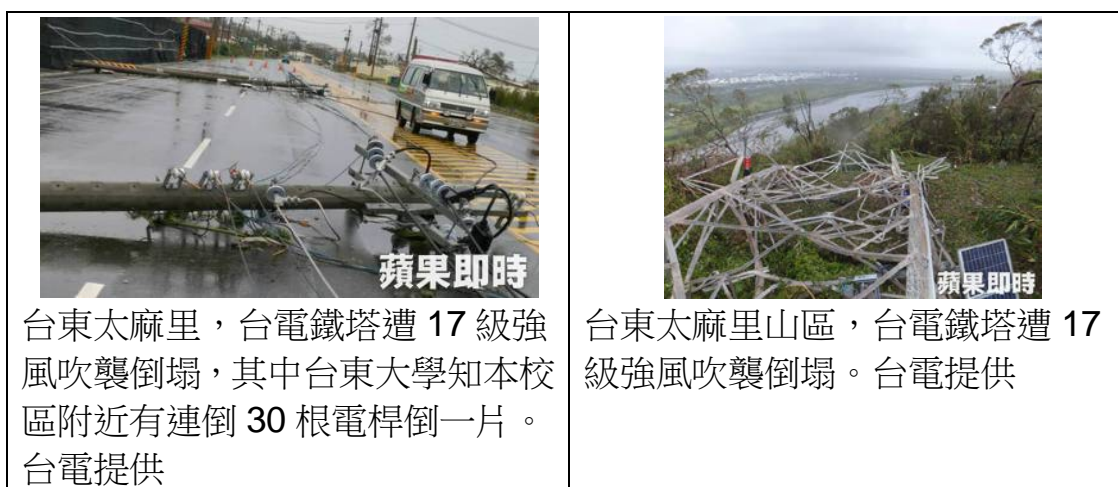 蘋果即時
台東太麻里，台電鐵塔遭 17 級強
風吹襲倒塌，其中台東大學知本校
區附近有連倒 30 根電桿倒一片。
台電提供
蘋果即時
台東太麻里山區，台電鐵塔遭 17
級強風吹襲倒塌。台電提供